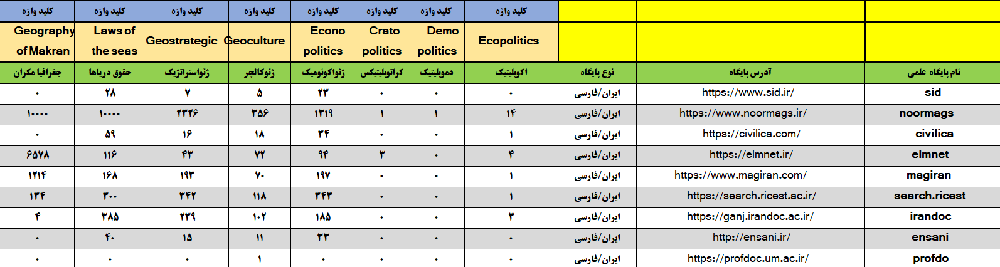 کلید واژه کلید واژه کلید واژه کلید واژه کلید واژه کلید واژه کلید واژه کلید واژه
Geography of Makran Laws of the seas Geostrategic Geoculture Econo politics Crato politics Demo politics Ecopolitics
نام پایگاه علمی آدرس پایگاه نوع پایگاه اکوپلیتیک دموپلیتیک کراتوپلیتیکس ژئواکونومیک ژئوکالچر ژئواستراتژیک حقوق دریاها جغرافیا مکران
sid https://www.sid.ir/ ایران/فارسی ۰ ۰ ۰ ۲۳ ۵ ۷ ۲۸ ۰
noormags https://www.noormags.ir/ ایران/فارسی ۱۴ ۱ ۱ ۱۳۱۹ ۳۵۶ ۲۳۲۶ ۱۰۰۰۰ ۱۰۰۰۰
civilica https://civilica.com/ ایران/فارسی ۱ ۰ ۰ ۳۴ ۱۸ ۱۶ ۵۹ ۰
elmnet https://elmnet.ir/ ایران/فارسی ۴ ۰ ۳ ۹۴ ۷۲ ۴۳ ۱۱۶ ۶۵۷۸
magiran https://www.magiran.com/ ایران/فارسی ۱ ۰ ۰ ۱۹۷ ۷۰ ۱۹۳ ۱۶۸ ۱۲۱۴
search.ricest https://search.ricest.ac.ir/ ایران/فارسی ۱ ۰ ۰ ۳۴۳ ۱۱۸ ۳۴۲ ۳۰۰ ۱۳۴
irandoc https://ganj.irandoc.ac.ir/ ایران/فارسی ۳ ۰ ۰ ۱۸۵ ۱۰۲ ۲۳۹ ۳۸۵ ۴
ensani http://ensani.ir/ ایران/فارسی ۰ ۰ ۰ ۳۳ ۱۱ ۱۵ ۴۰ ۰
profdo https://profdoc.um.ac.ir/ ایران/فارسی ۰ ۰ ۰ ۰ ۱ ۰ ۰ ۰